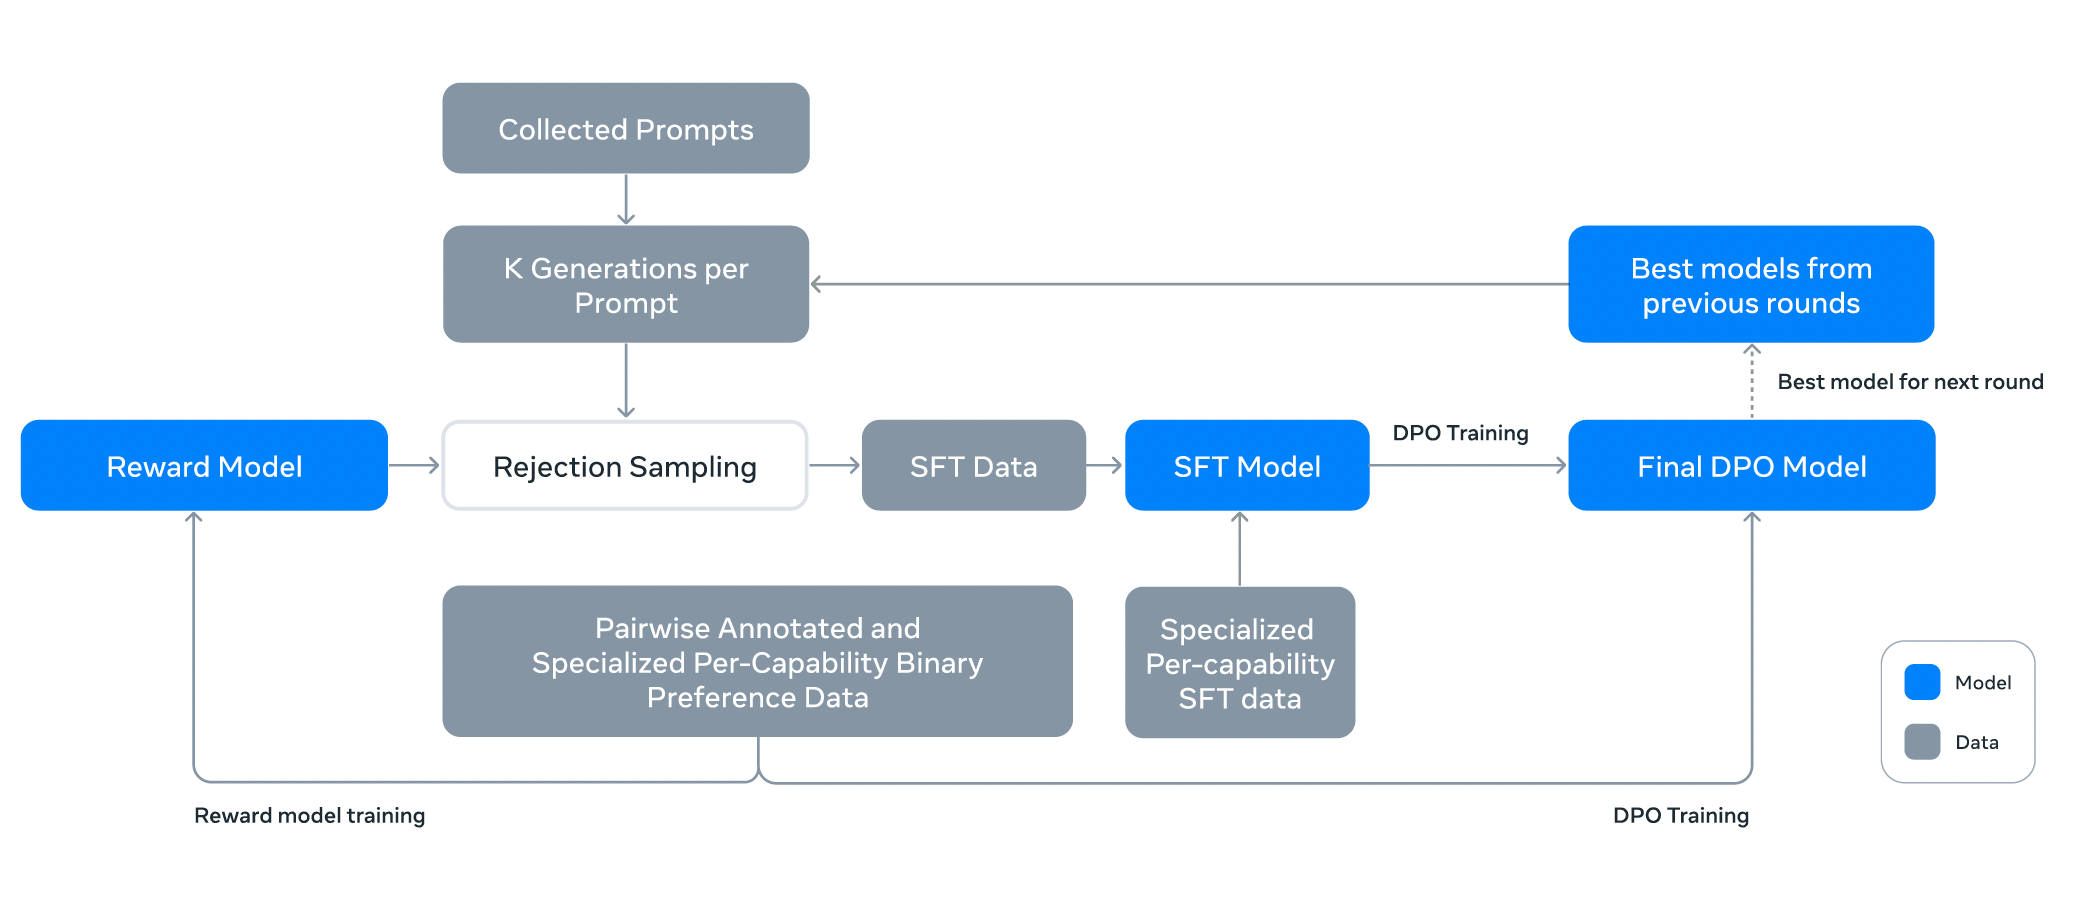 Collected Prompts
K Generations per
Prompt
Best models from
previous rounds
Best model for next round
DPO Training
Reward Model
Rejection Sampling
SFT Data
SFT Model
Final DPO Model
Pairwise Annotated and
Specialized Per-Capability Binary
Preference Data
Specialized
Per-capability
SFT data
Model
Data
Reward model training
DPO Training